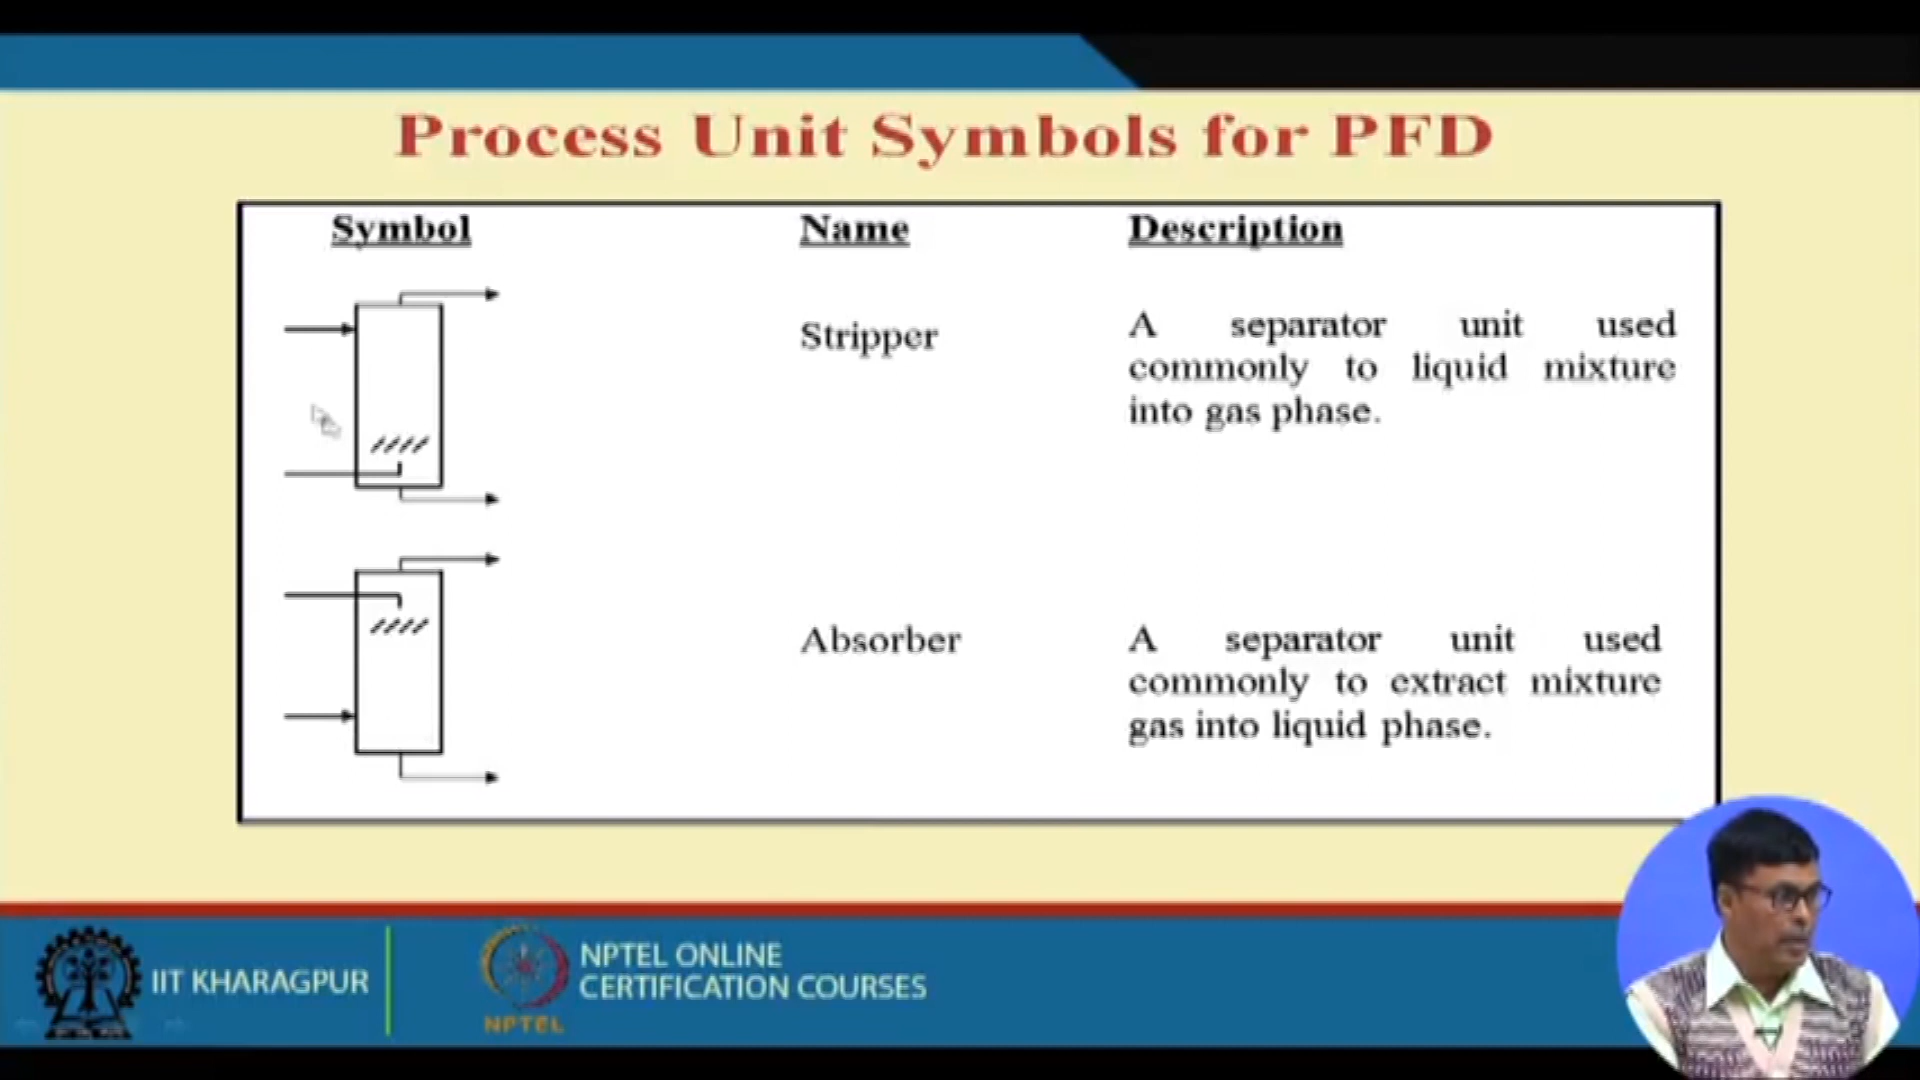 Process Unit Symbols for PFD
Symbol Name Description
Stripper
A separator unit used
commonly to liquid mixture
into gas phase.
Absorber
A separator unit used
commonly to extract mixture
gas into liquid phase.
IIT KHARAGPUR
NPTEL ONLINE
CERTIFICATION COURSES
NPTEL